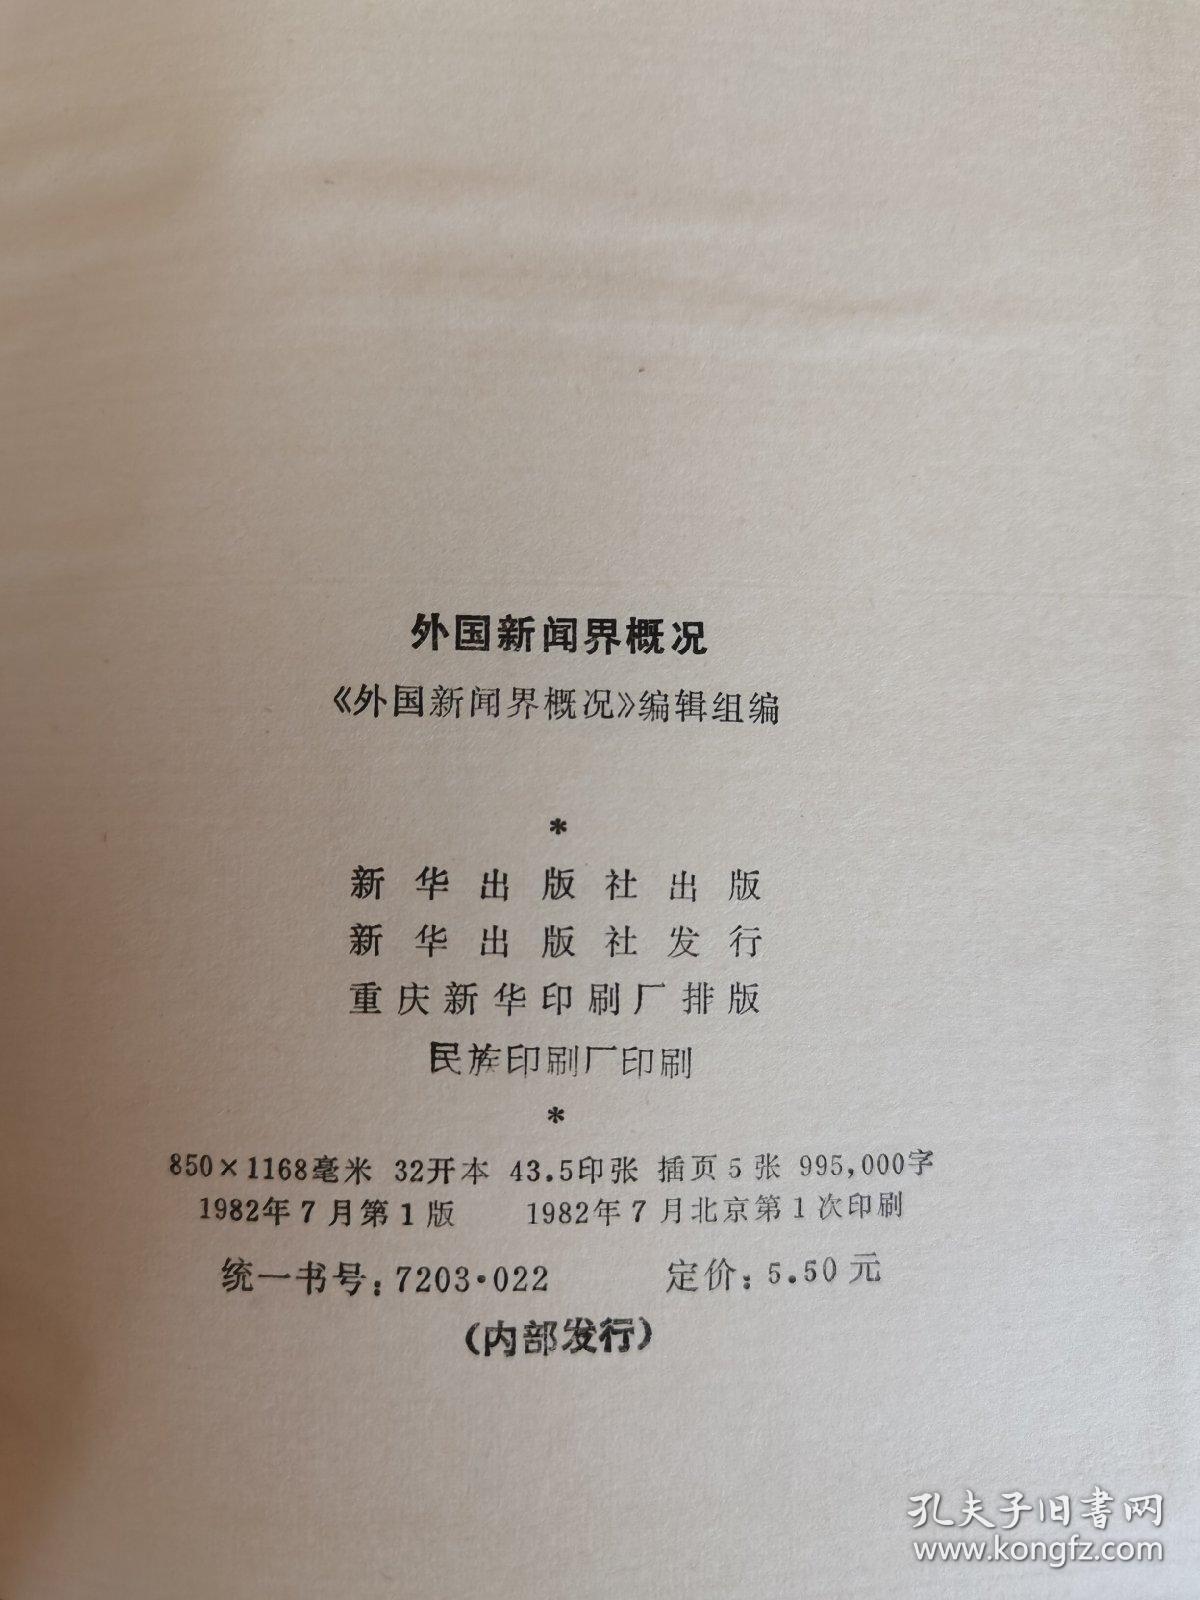 外国新闻界概况
《外国新闻界概况》编辑组编
*
新华出版社出版
新华出版社发行
重庆新华印刷厂排版
民族印刷厂印刷
*
850×1168毫米 32开本 43.5印张 插页5张 995,000字
1982年7月第1版 1982年7月北京第1次印刷
统一书号:7203·022 定价:5.50元
(内部发行)
孔夫子旧书网
www.kongfz.com